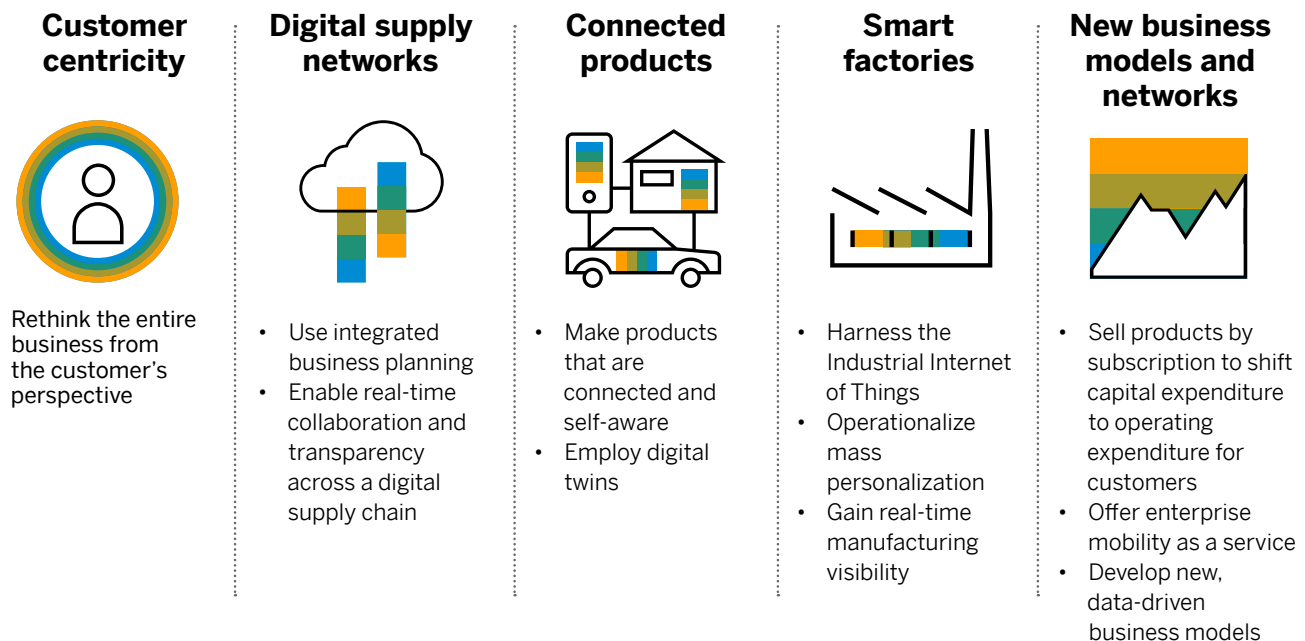 Customer
centricity
Rethink the entire
business from
the customer’s
perspective
Digital supply
networks
• Use integrated
business planning
• Enable real-time
collaboration and
transparency
across a digital
supply chain
Connected
products
• Make products
that are
connected and
self-aware
• Employ digital
twins
Smart
factories
• Harness the
Industrial Internet
of Things
• Operationalize
mass
personalization
• Gain real-time
manufacturing
visibility
New business
models and
networks
• Sell products by
subscription to shift
capital expenditure
to operating
expenditure for
customers
• Offer enterprise
mobility as a service
• Develop new,
data-driven
business models